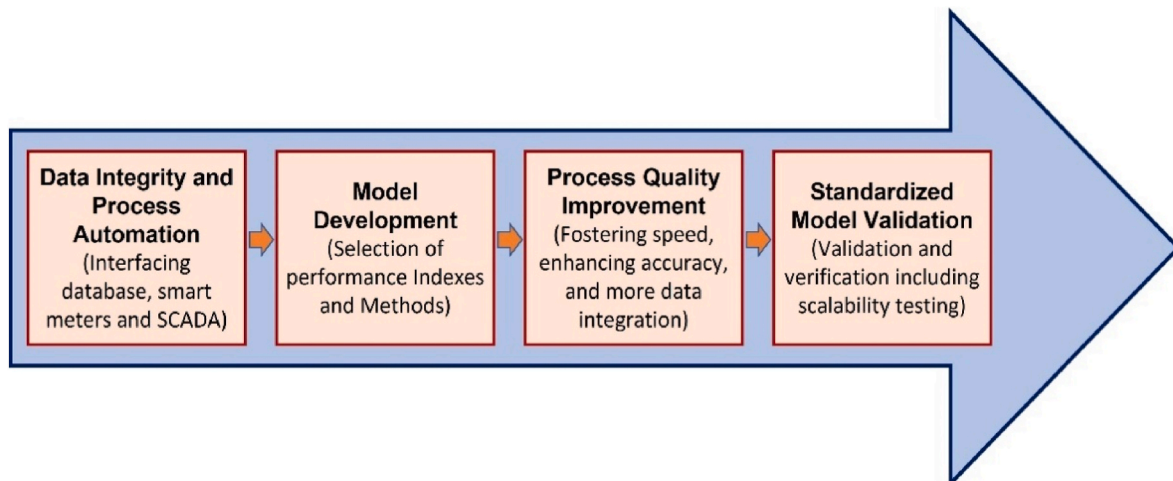 Data Integrity and
Process
Automation
(Interfacing
database, smart
meters and SCADA)
Model
Development
(Selection of
performance Indexes
and Methods)
Process Quality
Improvement
(Fostering speed,
enhancing accuracy,
and more data
integration)
Standardized
Model Validation
(Validation and
verification including
scalability testing)